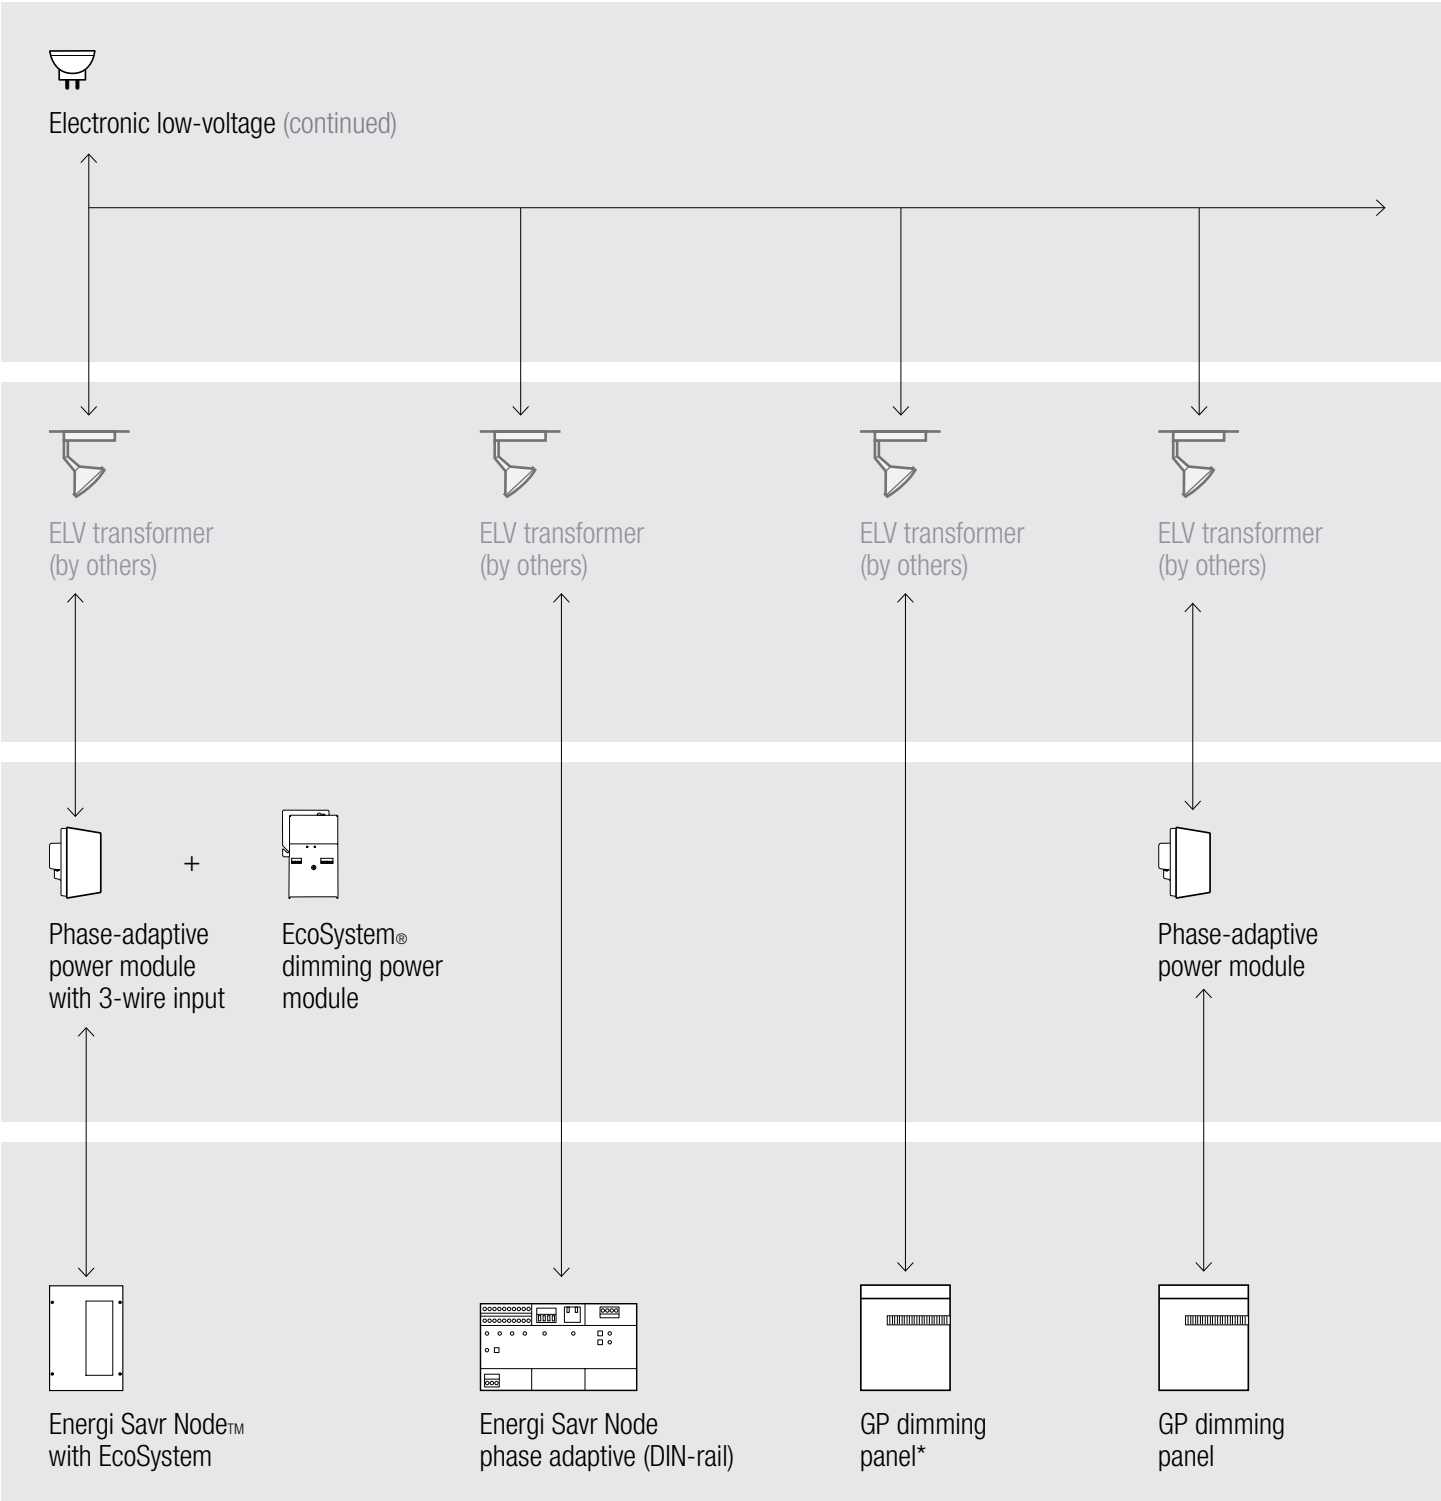 Electronic low-voltage (continued)
ELV transformer
(by others)
ELV transformer
(by others)
ELV transformer
(by others)
ELV transformer
(by others)
+
Phase-adaptive
power module
with 3-wire input
EcoSystem®
dimming power
module
Phase-adaptive
power module
Energi Savr Node™
with EcoSystem
Energi Savr Node
phase adaptive (DIN-rail)
GP dimming
panel*
GP dimming
panel